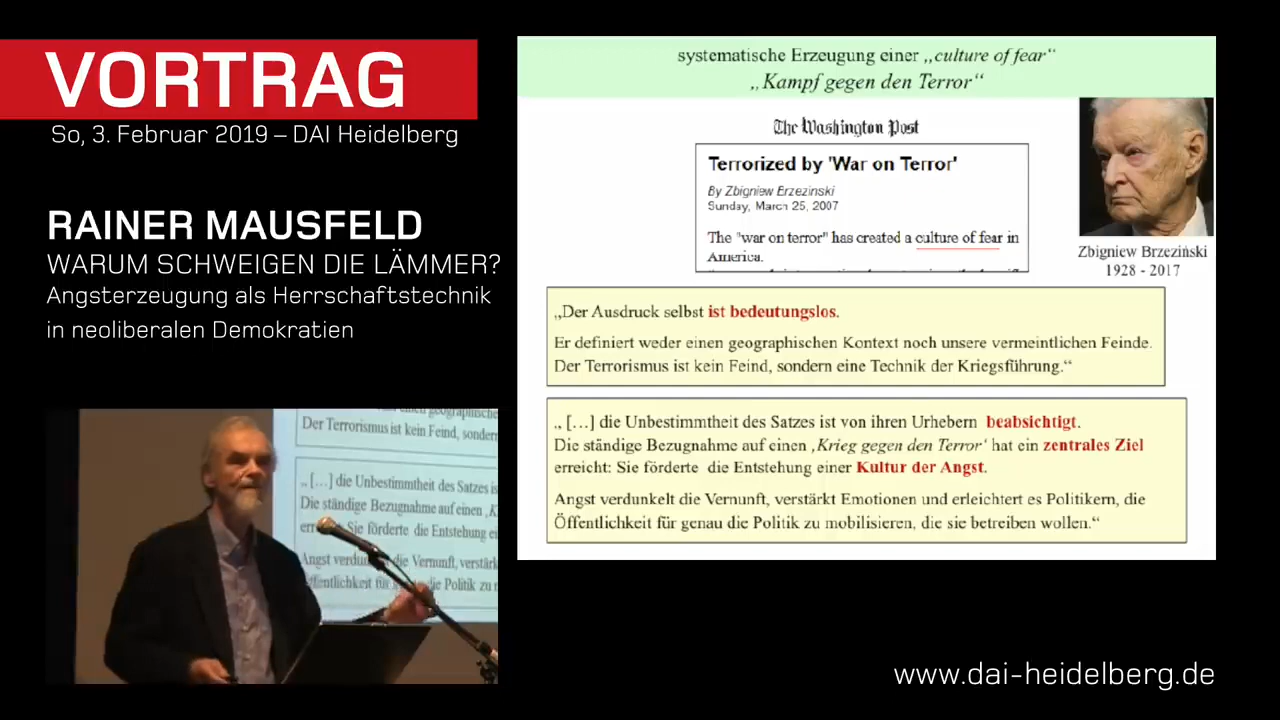 VORTRAG
So, 3. Februar 2019 – DAI Heidelberg
RAINER MAUSFELD
WARUM SCHWEIGEN DIE LÄMMER?
Angsterzeugung als Herrschaftstechnik
in neoliberalen Demokratien
systematische Erzeugung einer „culture of fear“
„Kampf gegen den Terror“
The Washington Post
Terrorized by 'War on Terror'
By Zbigniew Brzezinski
Sunday, March 25, 2007
The "war on terror" has created a culture of fear in
America.
Zbigniew Brzeziński
1928 - 2017
„Der Ausdruck selbst ist bedeutungslos.
Er definiert weder einen geographischen Kontext noch unsere vermeintlichen Feinde.
Der Terrorismus ist kein Feind, sondern eine Technik der Kriegsführung.“
„ […] die Unbestimmtheit des Satzes ist von ihren Urhebern beabsichtigt.
Die ständige Bezugnahme auf einen ‚Krieg gegen den Terror‘ hat ein zentrales Ziel
erreicht: Sie förderte die Entstehung einer Kultur der Angst.
Angst verdunkelt die Vernunft, verstärkt Emotionen und erleichtert es Politikern, die
Öffentlichkeit für genau die Politik zu mobilisieren, die sie betreiben wollen.“
geographische
Der Terrorismus ist kein Feind, sondern
„ […] die Unbestimmtheit des Satzes is
Die ständige Bezugnahme auf einen ‚K
Sie förderte die Entstehung ei
Angst die Vernunft, verstärk
die Politik zu
www.dai-heidelberg.de